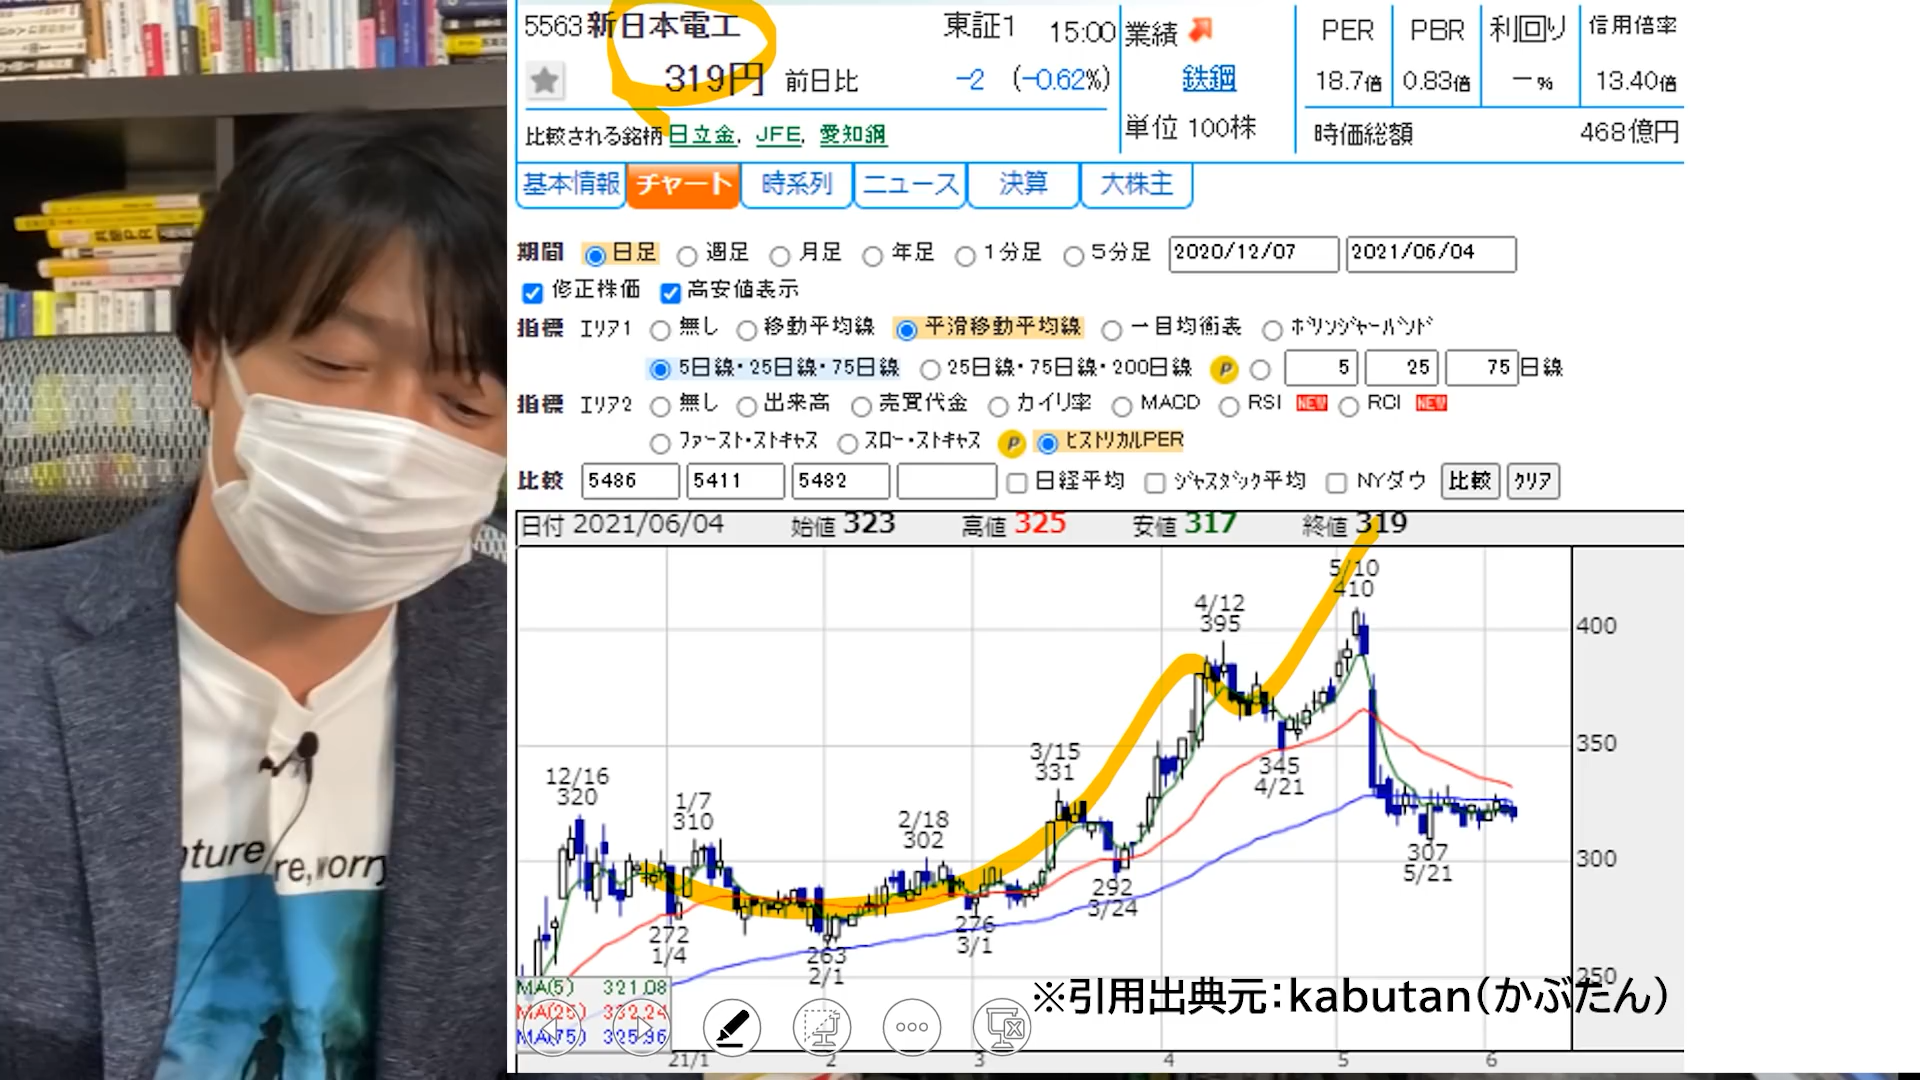 5563 新日本電工 東証1 15:00
319円 前日比 -2 (-0.62%)
比較される銘柄 日立金, JFE, 愛知鋼
業績
鉄鋼
単位 100株
PER PBR 利回り 信用倍率
18.7倍 0.83倍 -% 13.40倍
時価総額 468億円
基本情報 チャート 時系列 ニュース 決算 大株主
期間 日足 週足 月足 年足 1分足 5分足 2020/12/07 2021/06/04
修正株価 高安値表示
指標 エリア1 無し 移動平均線 平滑移動平均線 一目均衡表 ボリンジャーバンド
5日線・25日線・75日線 25日線・75日線・200日線 P 5 25 75 日線
指標 エリア2 無し 出来高 売買代金 カイリ率 MACD RSI NEW RCI NEW
ファースト・ストキャス スロー・ストキャス P ヒストリカルPER
比較 5486 5411 5482 日経平均 ジャスダック平均 NYダウ 比較 クリア
日付 2021/06/04 始値 323 高値 325 安値 317 終値 319
5/10
410
4/12
395
400
350
3/15
331
345
4/21
12/16
320
1/7
310
2/18
302
300
307
5/21
292
3/24
276
3/1
272
1/4
263
2/1
250
MA(5) 321.08
MA(25) 332.24
MA(75) 325.96
※引用出典元：kabutan（かぶたん）
21/1 2 3 4 5 6
nture/re, worry